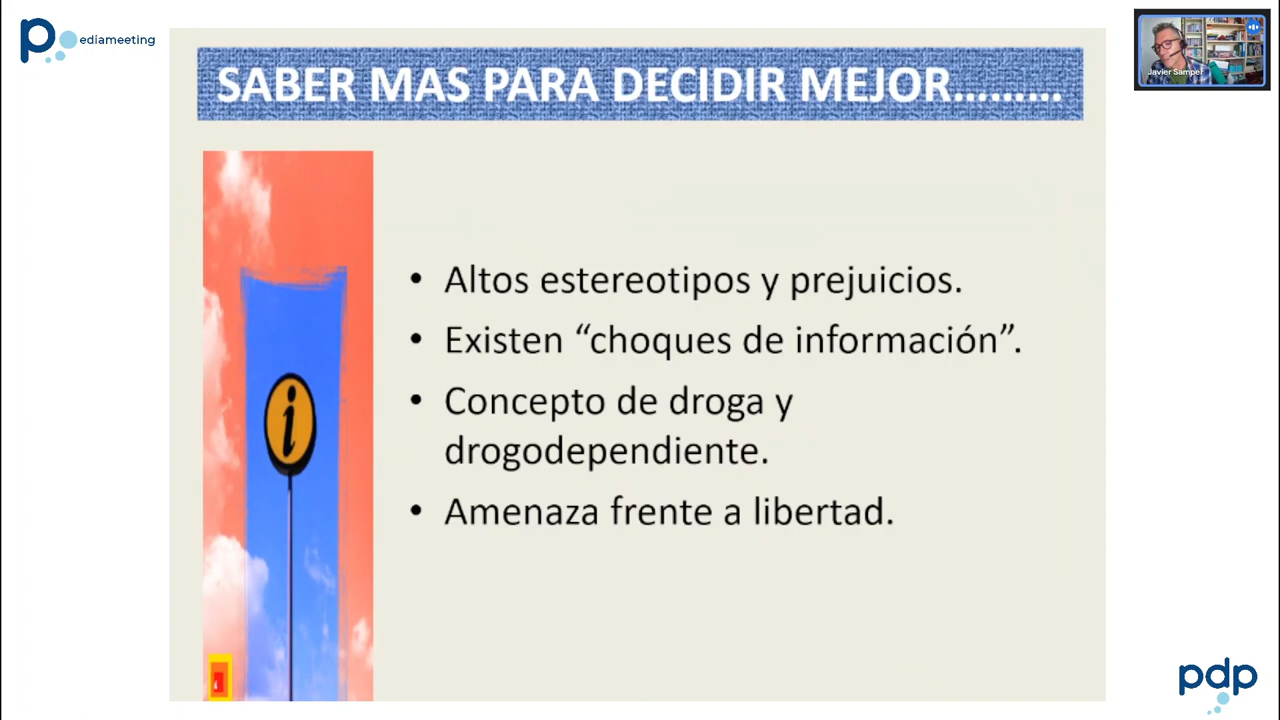 pediameeting
Javier Samper
SABER MAS PARA DECIDIR MEJOR.........
i
• Altos estereotipos y prejuicios.
• Existen “choques de información”.
• Concepto de droga y
drogodependiente.
• Amenaza frente a libertad.
pdp